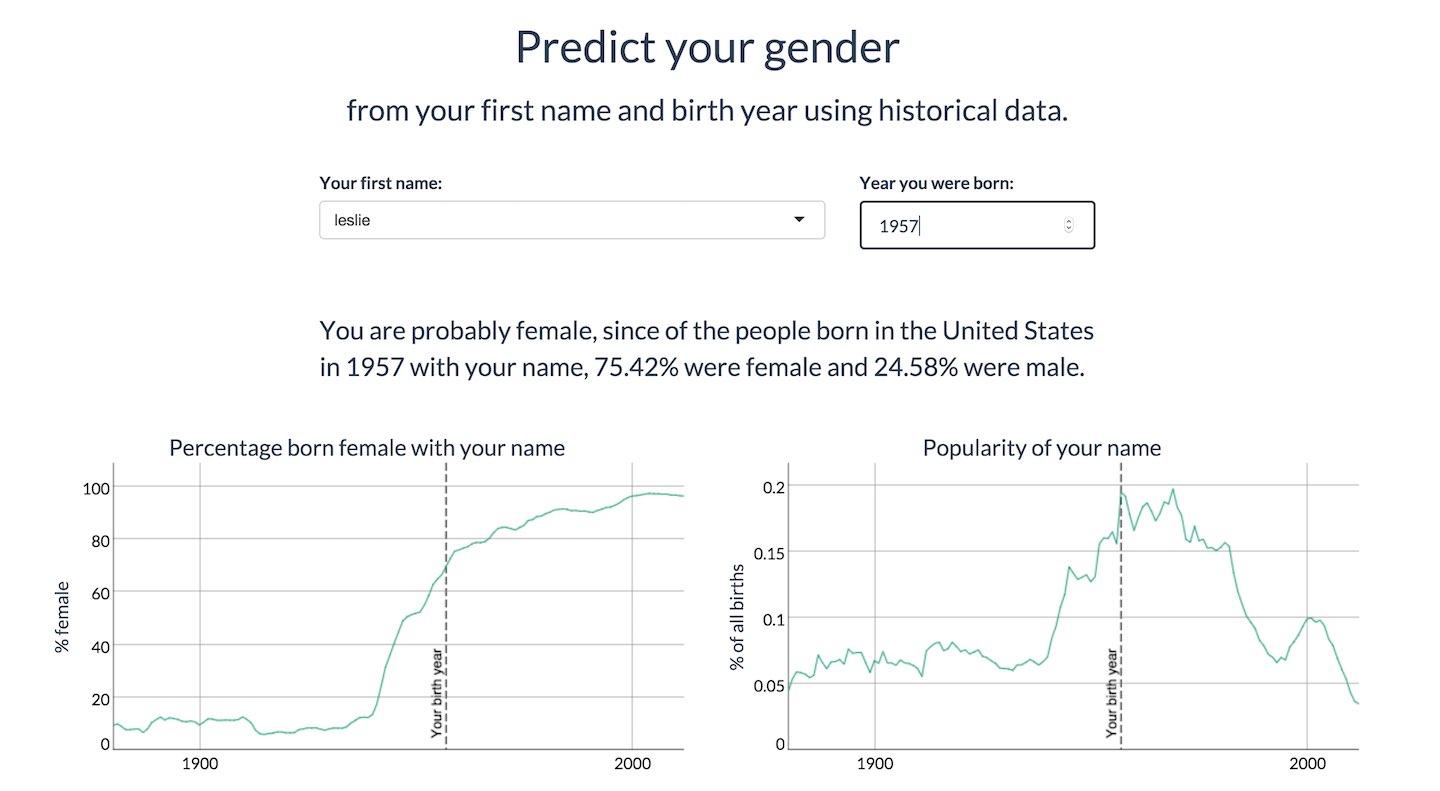 Predict your gender
from your first name and birth year using historical data.
Your first name:
leslie
Year you were born:
1957
You are probably female, since of the people born in the United States
in 1957 with your name, 75.42% were female and 24.58% were male.
Percentage born female with your name
100
80
60
40
20
0
% female
Your birth year
1900
2000
Popularity of your name
0.2
0.15
0.1
0.05
0
% of all births
Your birth year
1900
2000